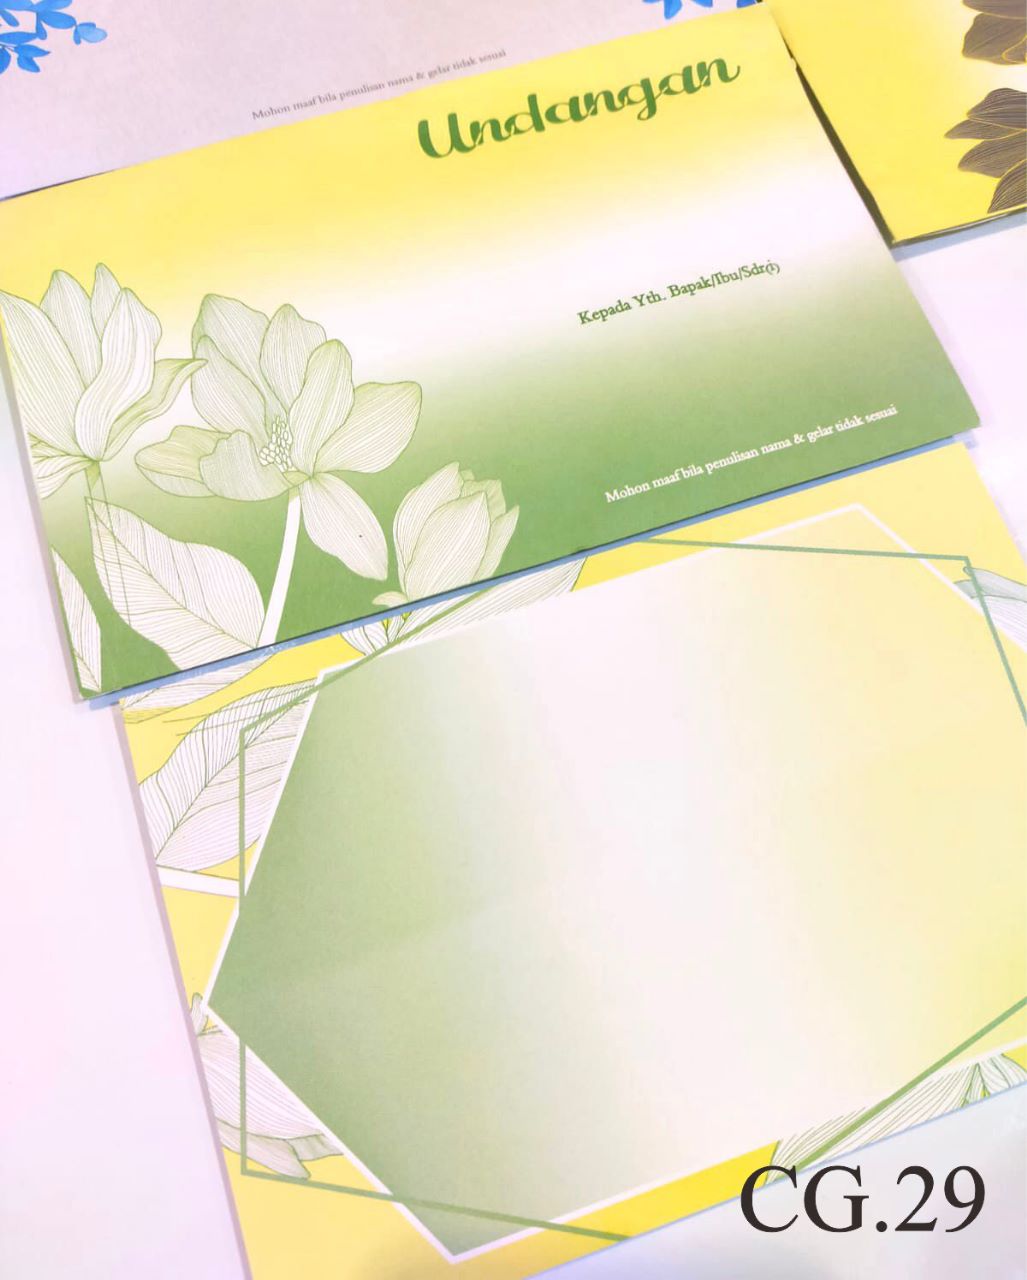 Mohon maaf bila penulisan nama & gelar tidak sesuai
Undangan
Kepada Yth. Bapak/Ibu/Sdr(i)
Mohon maaf bila penulisan nama & gelar tidak sesuai
CG.29